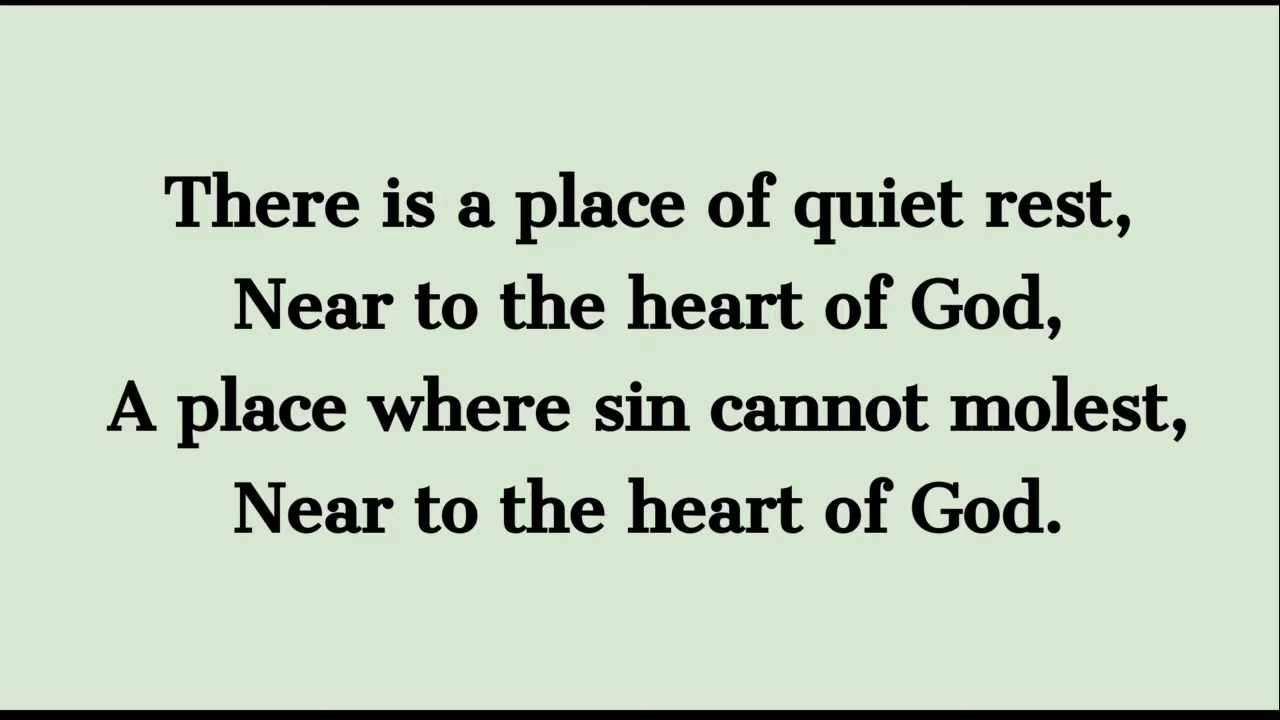 There is a place of quiet rest,
Near to the heart of God,
A place where sin cannot molest,
Near to the heart of God.